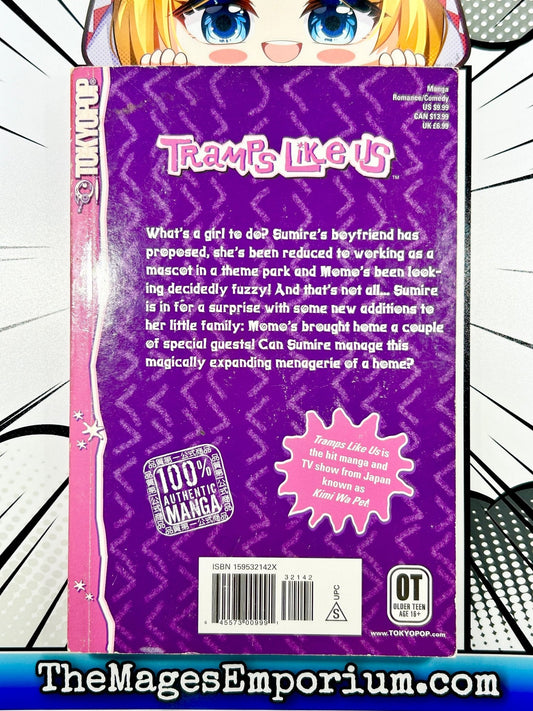 TOKYOPOP®
Manga
Romance/Comedy
US $9.99
CAN $13.99
UK £6.99
Tramps Like Us™
What's a girl to do? Sumire's boyfriend has
proposed, she's been reduced to working as a
mascot in a theme park and Momo's been look-
ing decidedly fuzzy! And that's not all... Sumire
is in for a surprise with some new additions to
her little family: Momo's brought home a couple
of special guests! Can Sumire manage this
magically expanding menagerie of a home?
100%
AUTHENTIC
MANGA
Tramps Like Us is
the hit manga and
TV show from Japan
known as
Kimi Wa Pet!
ISBN 159532142X
32142
45573 00999
UPC
S
OT
OLDER TEEN
AGE 16+
www.TOKYOPOP.com
TheMagesEmporium.com